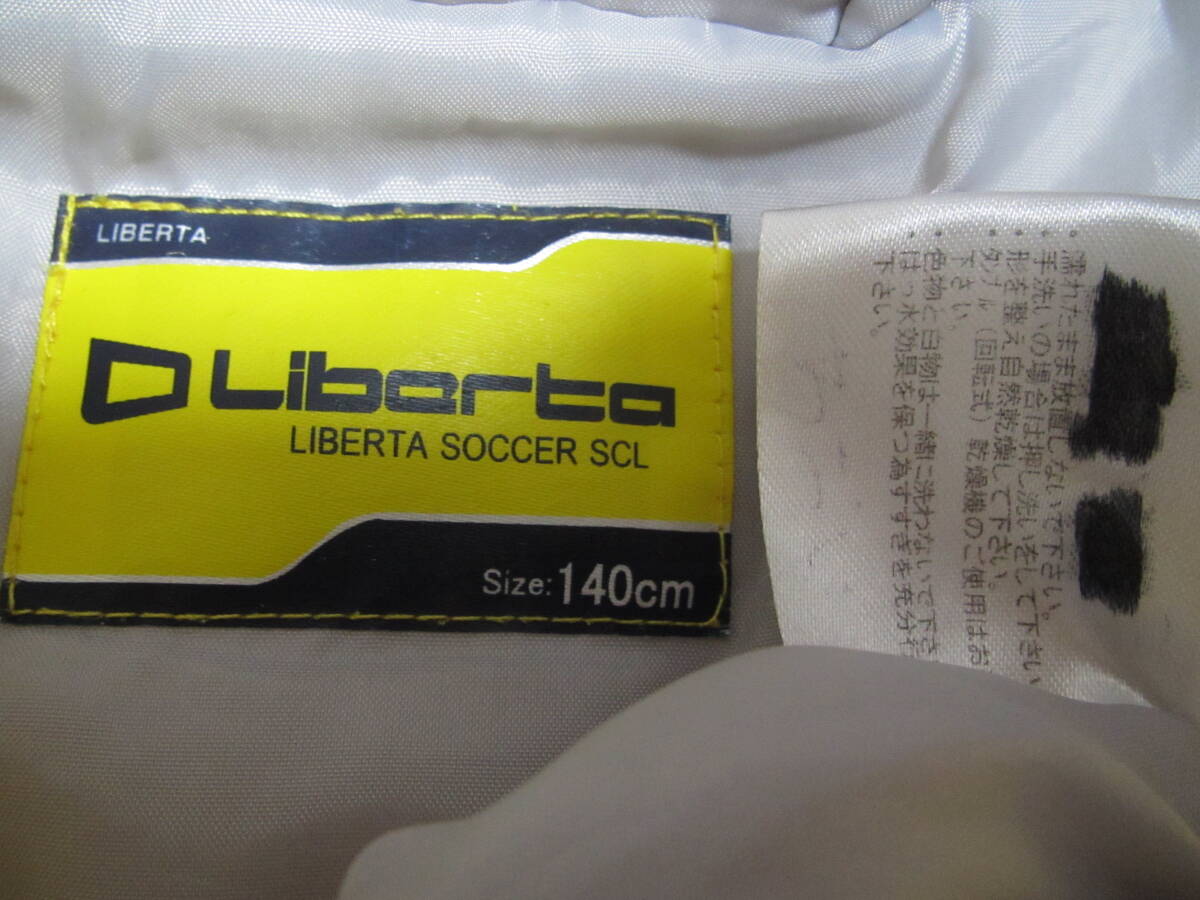 LIBERTA
Liberta
LIBERTA SOCCER SCL
Size: 140cm
・濡れたまま放置しないで下さい。
・手洗いの場合は押し洗いをして下さい
形を整え自然乾燥して下さい。
・タンブル（回転式）乾燥機のご使用はお
下さい。
・色物と白物は一緒に洗わないで下さ
・はっ水効果を保つ為すすぎを充分行
下さい。